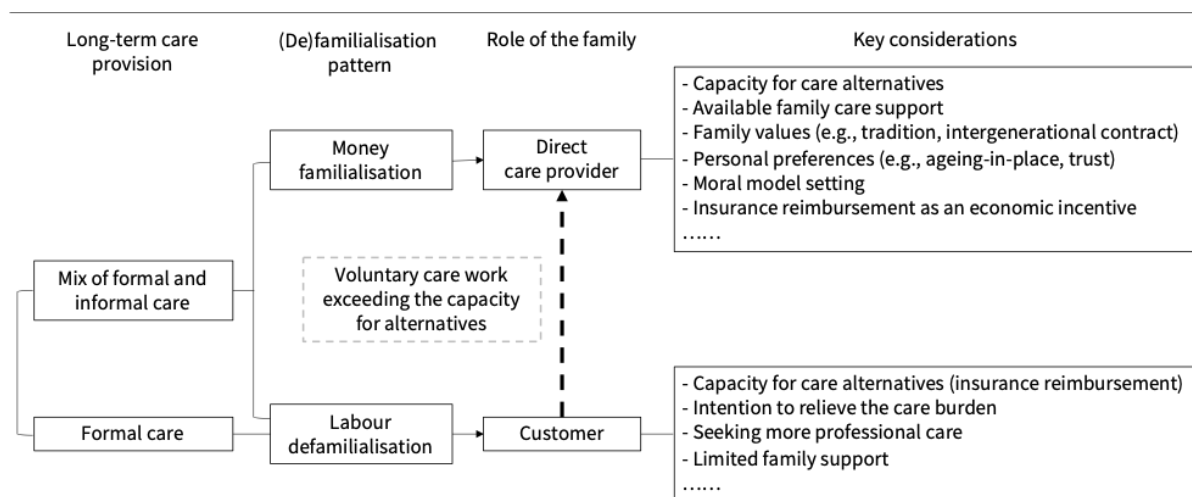 Long-term care
provision
(De)familialisation
pattern
Role of the family
Key considerations
Money
familialisation
Direct
care provider
- Capacity for care alternatives
- Available family care support
- Family values (e.g., tradition, intergenerational contract)
- Personal preferences (e.g., ageing-in-place, trust)
- Moral model setting
- Insurance reimbursement as an economic incentive
......
Mix of formal and
informal care
Voluntary care work
exceeding the capacity
for alternatives
Formal care
Labour
defamilialisation
Customer
- Capacity for care alternatives (insurance reimbursement)
- Intention to relieve the care burden
- Seeking more professional care
- Limited family support
......